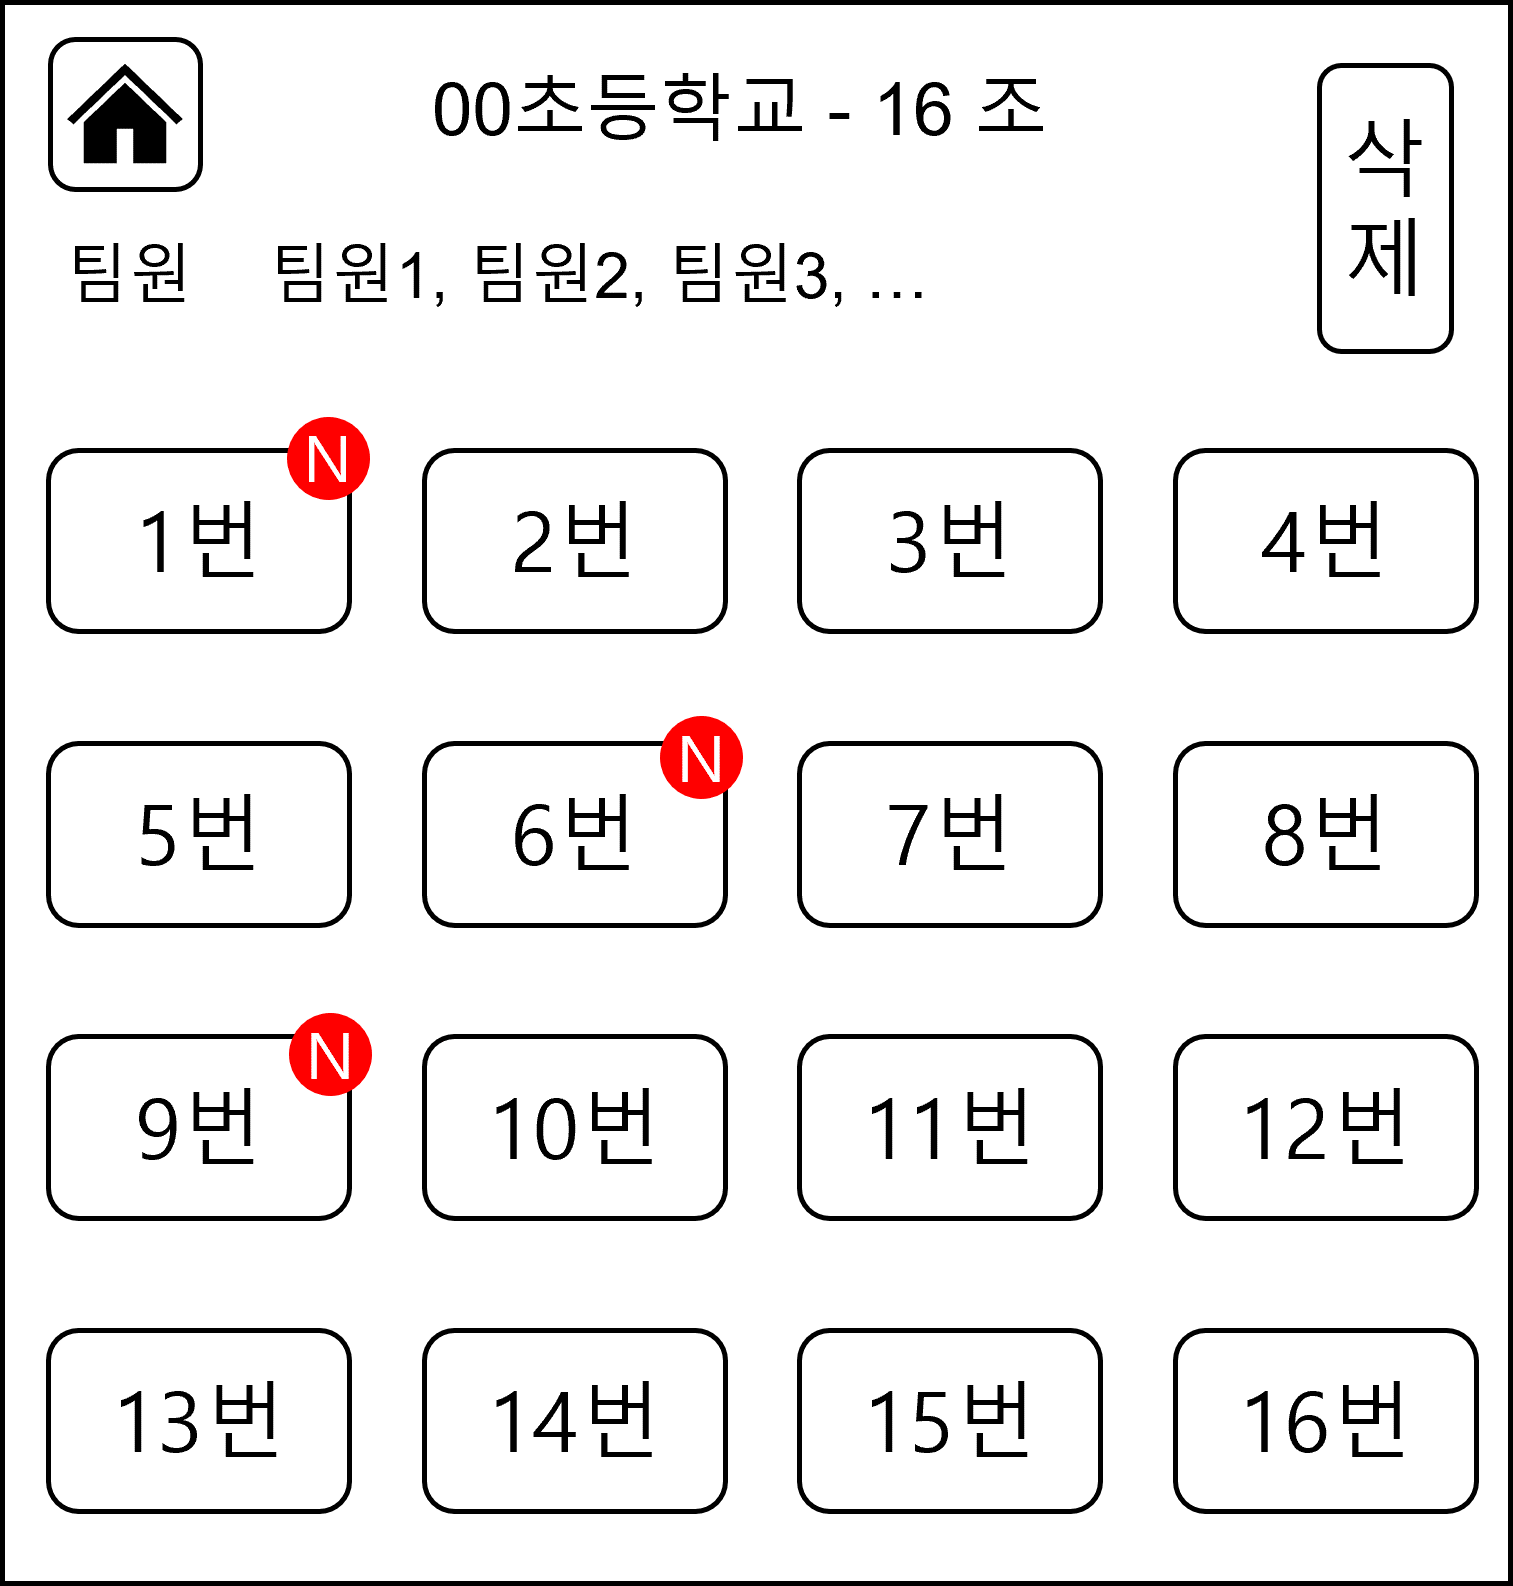 00초등학교 - 16 조
삭
제
팀원 팀원1, 팀원2, 팀원3, …
N
1번 2번 3번 4번
N
5번 6번 7번 8번
N
9번 10번 11번 12번
13번 14번 15번 16번